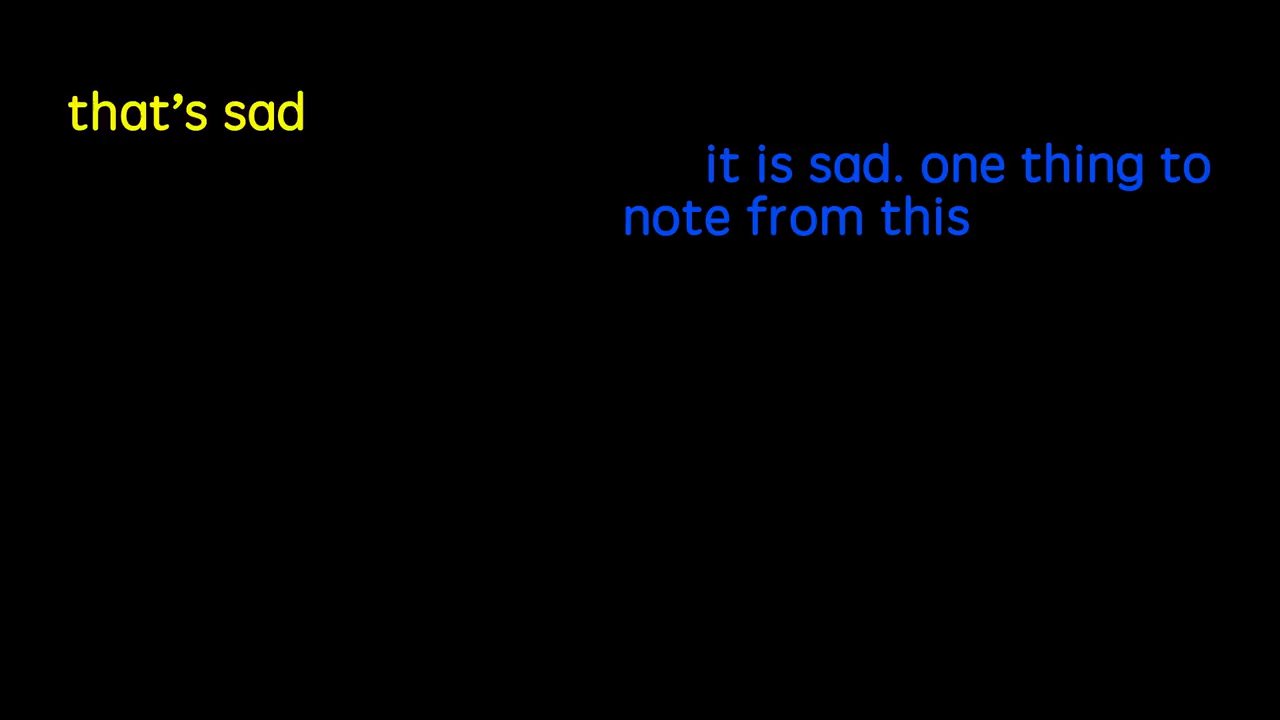 that’s sad
it is sad. one thing to
note from this